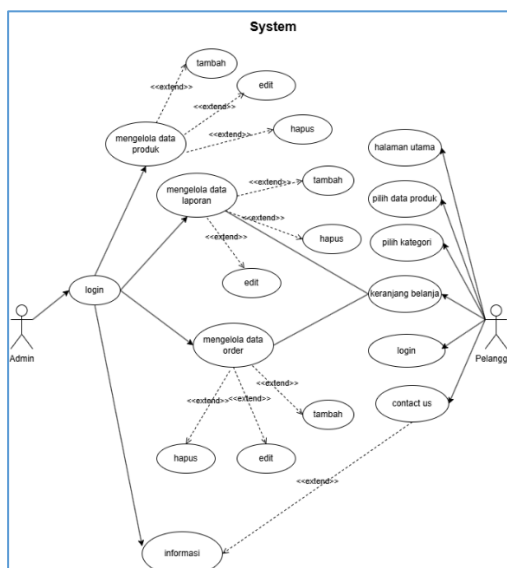 System
tambah
<<extend>>
<<extend>>
edit
<<extend>>
hapus
mengelola data
produk
halaman utama
mengelola data
laporan
<<extend>>
tambah
<<extend>>
hapus
<<extend>>
edit
pilih data produk
pilih kategori
login
keranjang belanja
Admin
mengelola data
order
login
Pelangg
<<extend>>
<<extend>>
<<extend>>
tambah
hapus
edit
contact us
<<extend>>
informasi